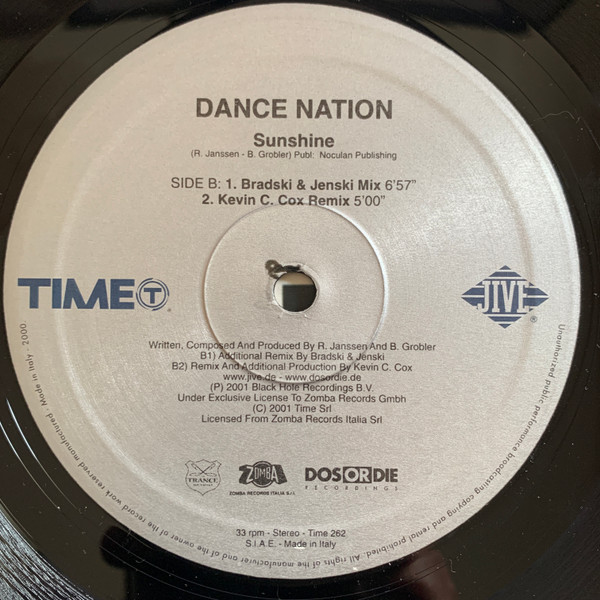 DANCE NATION
Sunshine
(R. Janssen - B. Grobler) Publ: Noculan Publishing
SIDE B: 1. Bradski & Jenski Mix 6'57"
2. Kevin C. Cox Remix 5'00"
TIME T ®
JIVE ®
Written, Composed And Produced By R. Janssen And B. Grobler
B1) Additional Remix By Bradski & Jenski
B2) Remix And Additional Production By Kevin C. Cox
www.jive.de - www.dosordie.de
(P) 2001 Black Hole Recordings B.V.
Under Exclusive License To Zomba Records Gmbh
(C) 2001 Time Srl
Licensed From Zomba Records Italia Srl
TRANCE
ZOMBA
ZOMBA RECORDS ITALIA S.r.l.
DOS OR DIE
RECORDINGS
33 rpm - Stereo - Time 262
S.I.A.E. - Made in Italy
Unauthorized public performance broadcasting copying and rental prohibited. All rights of the manufacturer and of the owner of the record work reserved manufactured. Made in Italy - 2000.